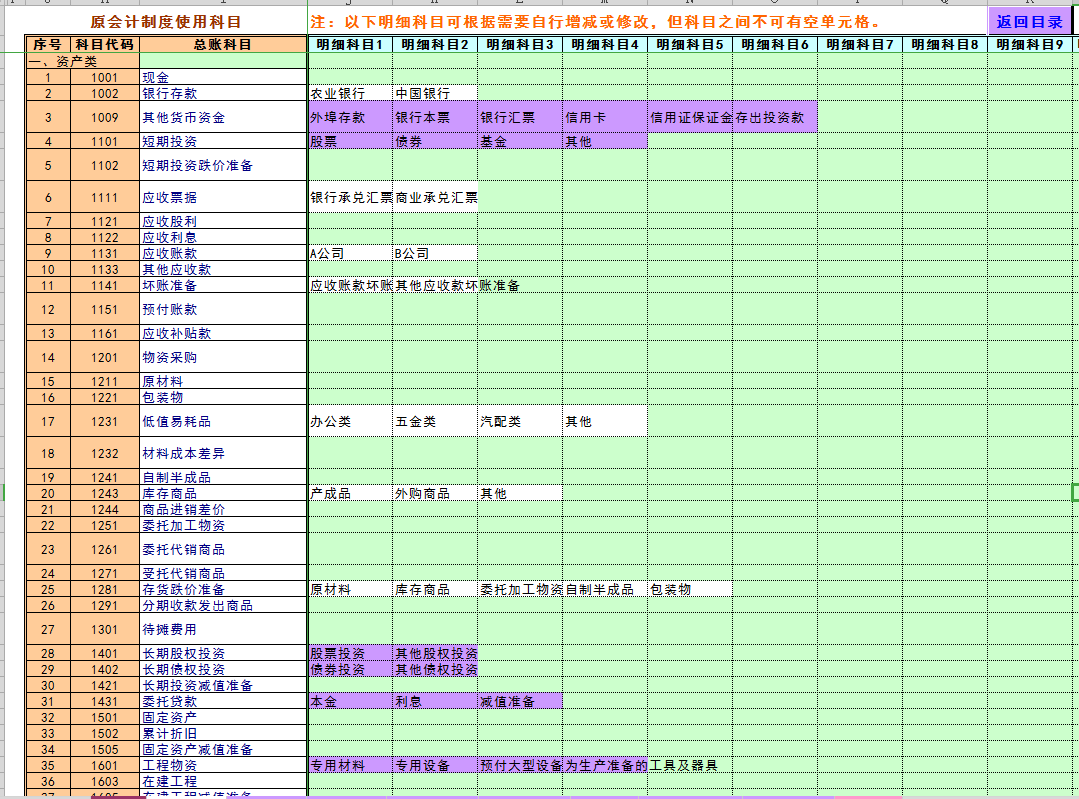 原会计制度使用科目 注：以下明细科目可根据需要自行增减或修改，但科目之间不可有空单元格。 返回目录
序号 科目代码 总账科目 明细科目1 明细科目2 明细科目3 明细科目4 明细科目5 明细科目6 明细科目7 明细科目8 明细科目9
一、资产类
1 1001 现金
2 1002 银行存款 农业银行 中国银行
3 1009 其他货币资金 外埠存款 银行本票 银行汇票 信用卡 信用证保证金 存出投资款
4 1101 短期投资 股票 债券 基金 其他
5 1102 短期投资跌价准备
6 1111 应收票据 银行承兑汇票 商业承兑汇票
7 1121 应收股利
8 1122 应收利息
9 1131 应收账款 A公司 B公司
10 1133 其他应收款
11 1141 坏账准备 应收账款坏账 其他应收款坏账准备
12 1151 预付账款
13 1161 应收补贴款
14 1201 物资采购
15 1211 原材料
16 1221 包装物
17 1231 低值易耗品 办公类 五金类 汽配类 其他
18 1232 材料成本差异
19 1241 自制半成品
20 1243 库存商品 产成品 外购商品 其他
21 1244 商品进销差价
22 1251 委托加工物资
23 1261 委托代销商品
24 1271 受托代销商品
25 1281 存货跌价准备 原材料 库存商品 委托加工物资 自制半成品 包装物
26 1291 分期收款发出商品
27 1301 待摊费用
28 1401 长期股权投资 股票投资 其他股权投资
29 1402 长期债权投资 债券投资 其他债权投资
30 1421 长期投资减值准备
31 1431 委托贷款 本金 利息 减值准备
32 1501 固定资产
33 1502 累计折旧
34 1505 固定资产减值准备
35 1601 工程物资 专用材料 专用设备 预付大型设备 为生产准备的 工具及器具
36 1603 在建工程
37 1605 在建工程减值准备